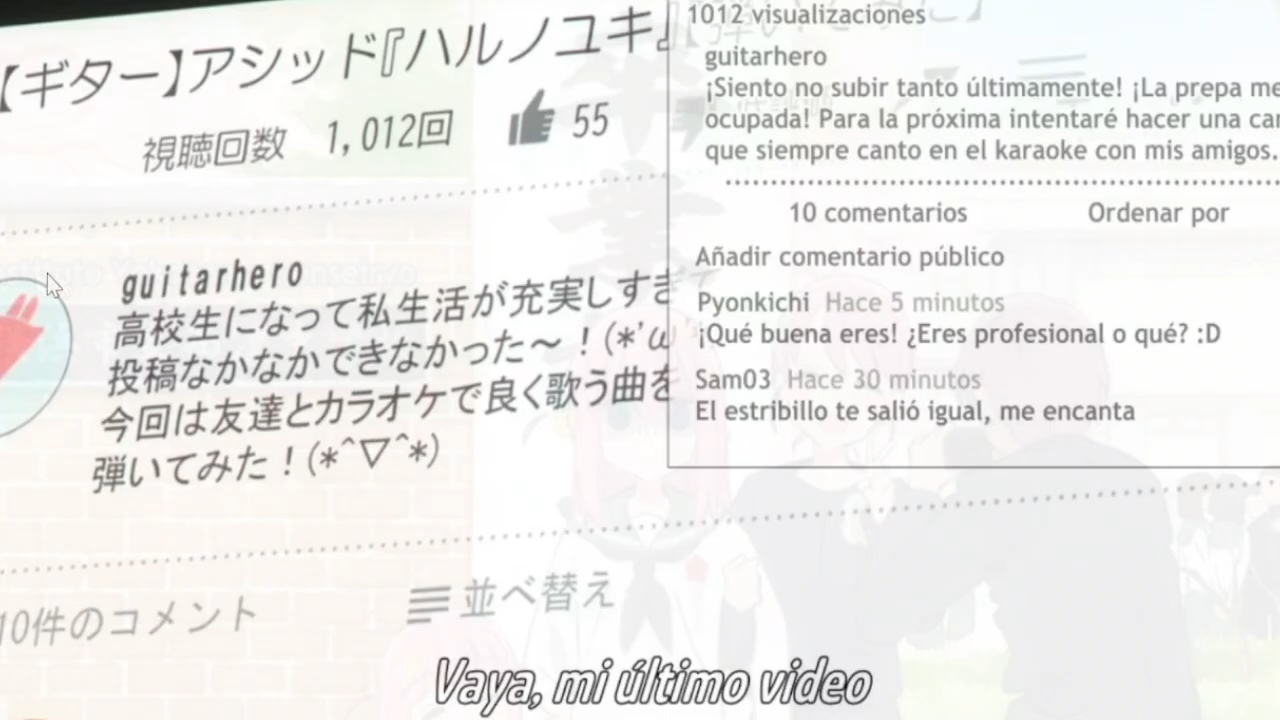 【ギター】アシッド『ハルノユキ』
視聴回数 1,012回 55
guitarhero
高校生になって私生活が充実しすぎ
投稿なかなかできなかった~！(*'ω'
今回は友達とカラオケで良く歌う曲を
弾いてみた！(*^▽^*)
10件のコメント 並べ替え
1012 visualizaciones
guitarhero
¡Siento no subir tanto últimamente! ¡La prepa me
ocupada! Para la próxima intentaré hacer una can
que siempre canto en el karaoke con mis amigos.
10 comentarios Ordenar por
Añadir comentario público
Pyonkichi Hace 5 minutos
¡Qué buena eres! ¿Eres profesional o qué? :D
Sam03 Hace 30 minutos
El estribillo te salió igual, me encanta
Vaya, mi último video